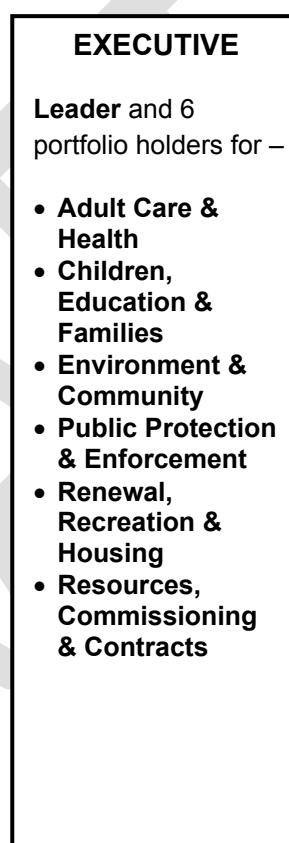 EXECUTIVE
Leader and 6
portfolio holders for –
• Adult Care &
Health
• Children,
Education &
Families
• Environment &
Community
• Public Protection
& Enforcement
• Renewal,
Recreation &
Housing
• Resources,
Commissioning
& Contracts